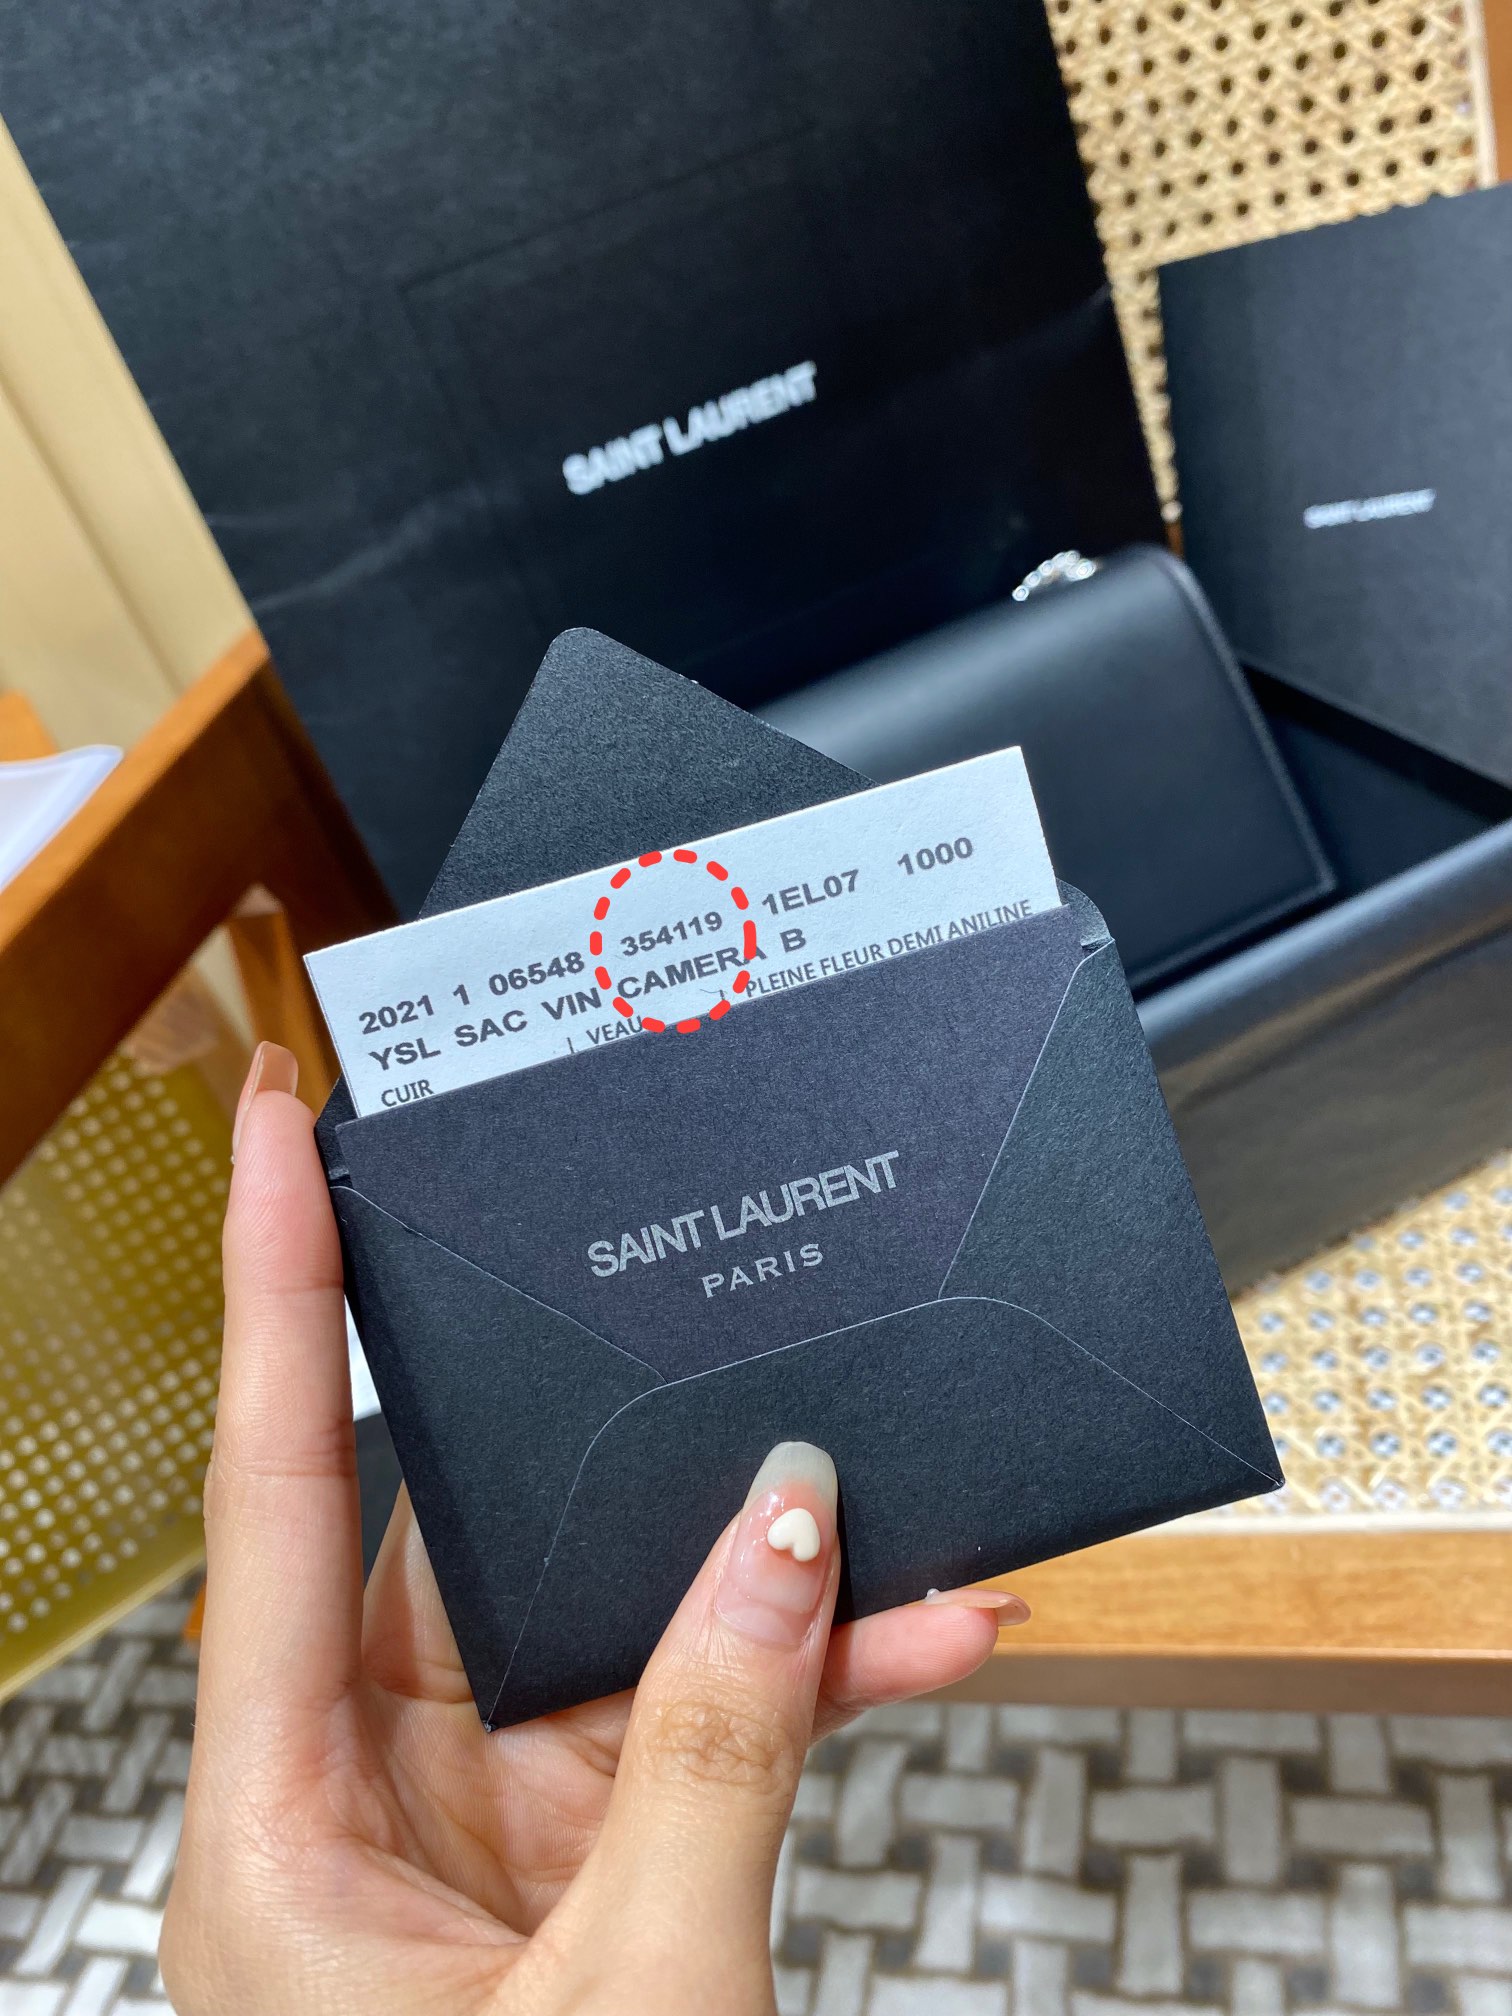 SAINT LAURENT
SAINT LAURENT
2021 1 06548 354119 1EL07 1000
YSL SAC VIN CAMERA B
CUIR | VEAU | PLEINE FLEUR DEMI ANILINE
SAINT LAURENT
PARIS